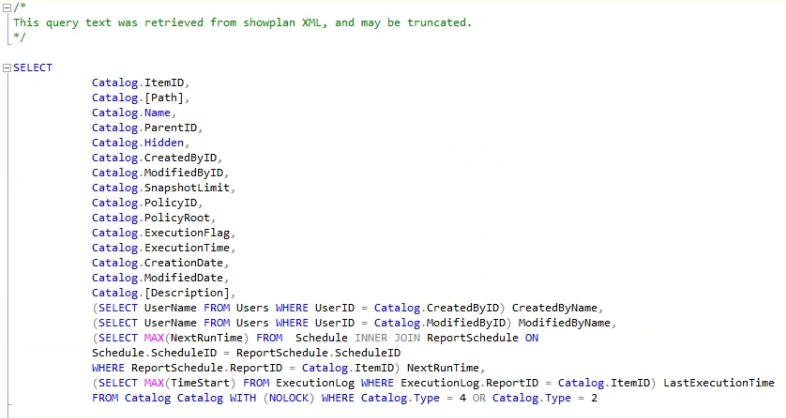 /*
This query text was retrieved from showplan XML, and may be truncated.
*/
SELECT
Catalog.ItemID,
Catalog.[Path],
Catalog.Name,
Catalog.ParentID,
Catalog.Hidden,
Catalog.CreatedByID,
Catalog.ModifiedByID,
Catalog.SnapshotLimit,
Catalog.PolicyID,
Catalog.PolicyRoot,
Catalog.ExecutionFlag,
Catalog.ExecutionTime,
Catalog.CreationDate,
Catalog.ModifiedDate,
Catalog.[Description],
(SELECT UserName FROM Users WHERE UserID = Catalog.CreatedByID) CreatedByName,
(SELECT UserName FROM Users WHERE UserID = Catalog.ModifiedByID) ModifiedByName,
(SELECT MAX(NextRunTime) FROM  Schedule INNER JOIN ReportSchedule ON
Schedule.ScheduleID = ReportSchedule.ScheduleID
WHERE ReportSchedule.ReportID = Catalog.ItemID) NextRunTime,
(SELECT MAX(TimeStart) FROM ExecutionLog WHERE ExecutionLog.ReportID = Catalog.ItemID) LastExecutionTime
FROM Catalog Catalog WITH (NOLOCK) WHERE Catalog.Type = 4 OR Catalog.Type = 2